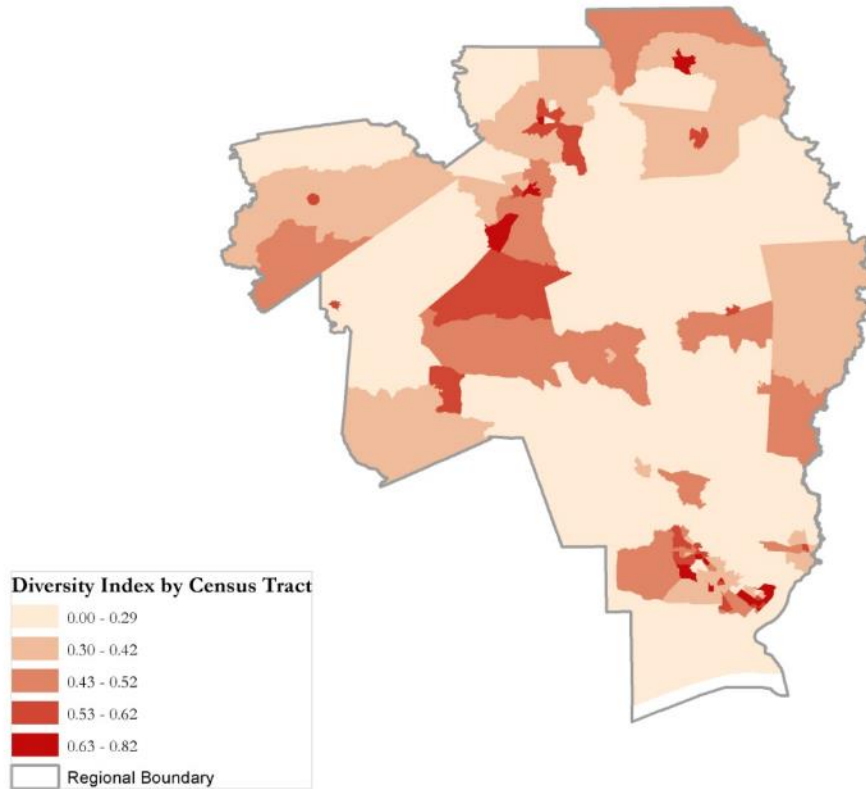 Diversity Index by Census Tract
0.00 - 0.29
0.30 - 0.42
0.43 - 0.52
0.53 - 0.62
0.63 - 0.82
Regional Boundary